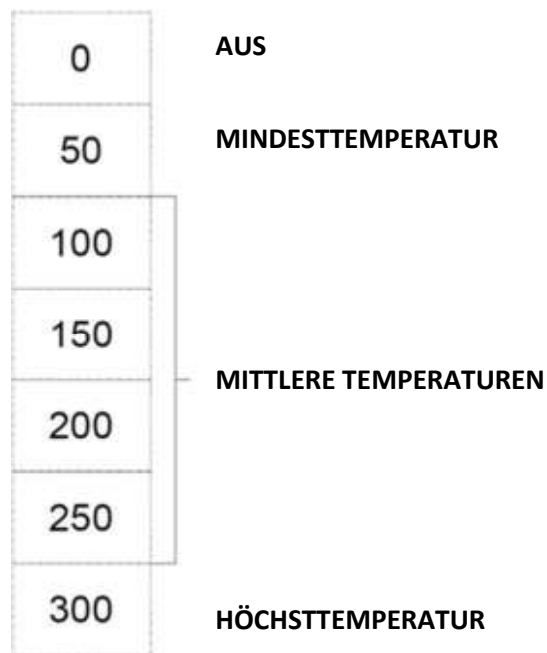 0 AUS
50 MINDESTTEMPERATUR
100
150
MITTLERE TEMPERATUREN
200
250
300 HÖCHSTTEMPERATUR